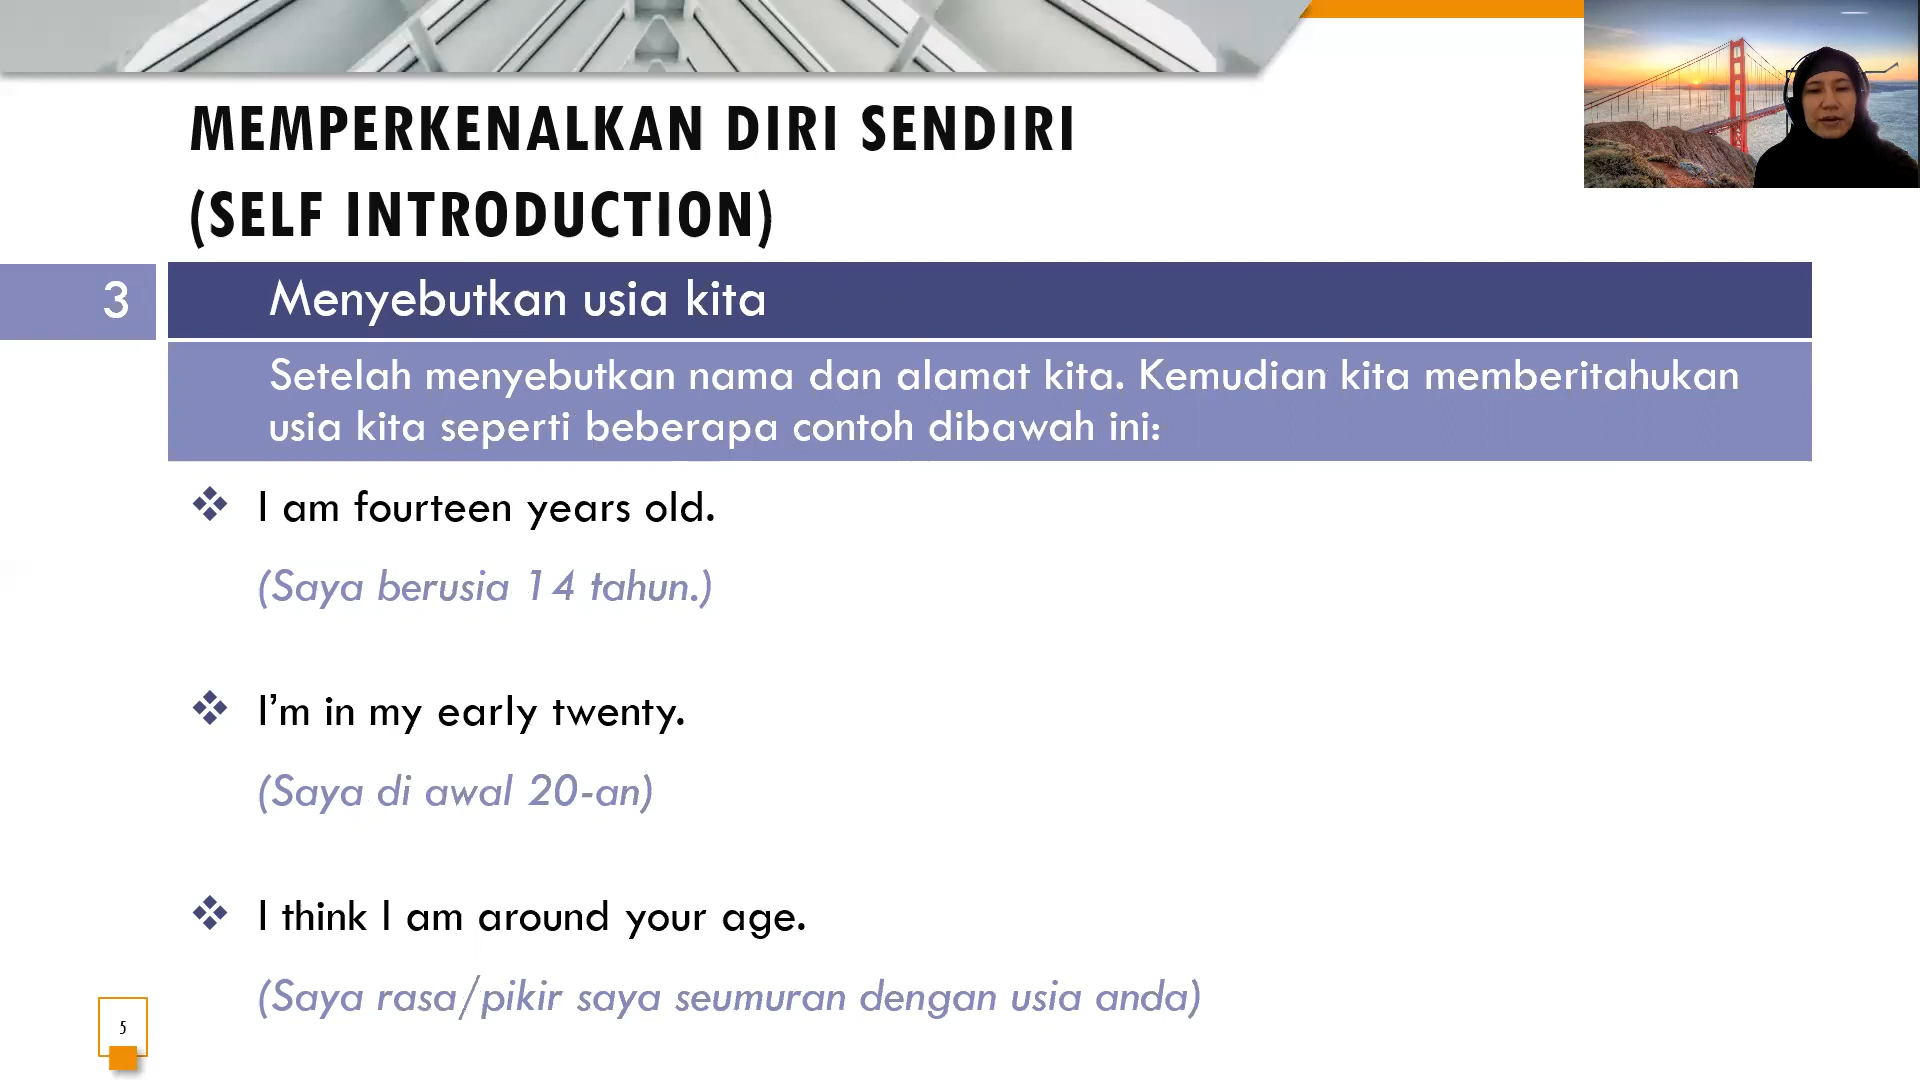 MEMPERKENALKAN DIRI SENDIRI
(SELF INTRODUCTION)
3
Menyebutkan usia kita
Setelah menyebutkan nama dan alamat kita. Kemudian kita memberitahukan
usia kita seperti beberapa contoh dibawah ini:
I am fourteen years old.
(Saya berusia 14 tahun.)
I’m in my early twenty.
(Saya di awal 20-an)
I think I am around your age.
(Saya rasa/pikir saya seumuran dengan usia anda)
5